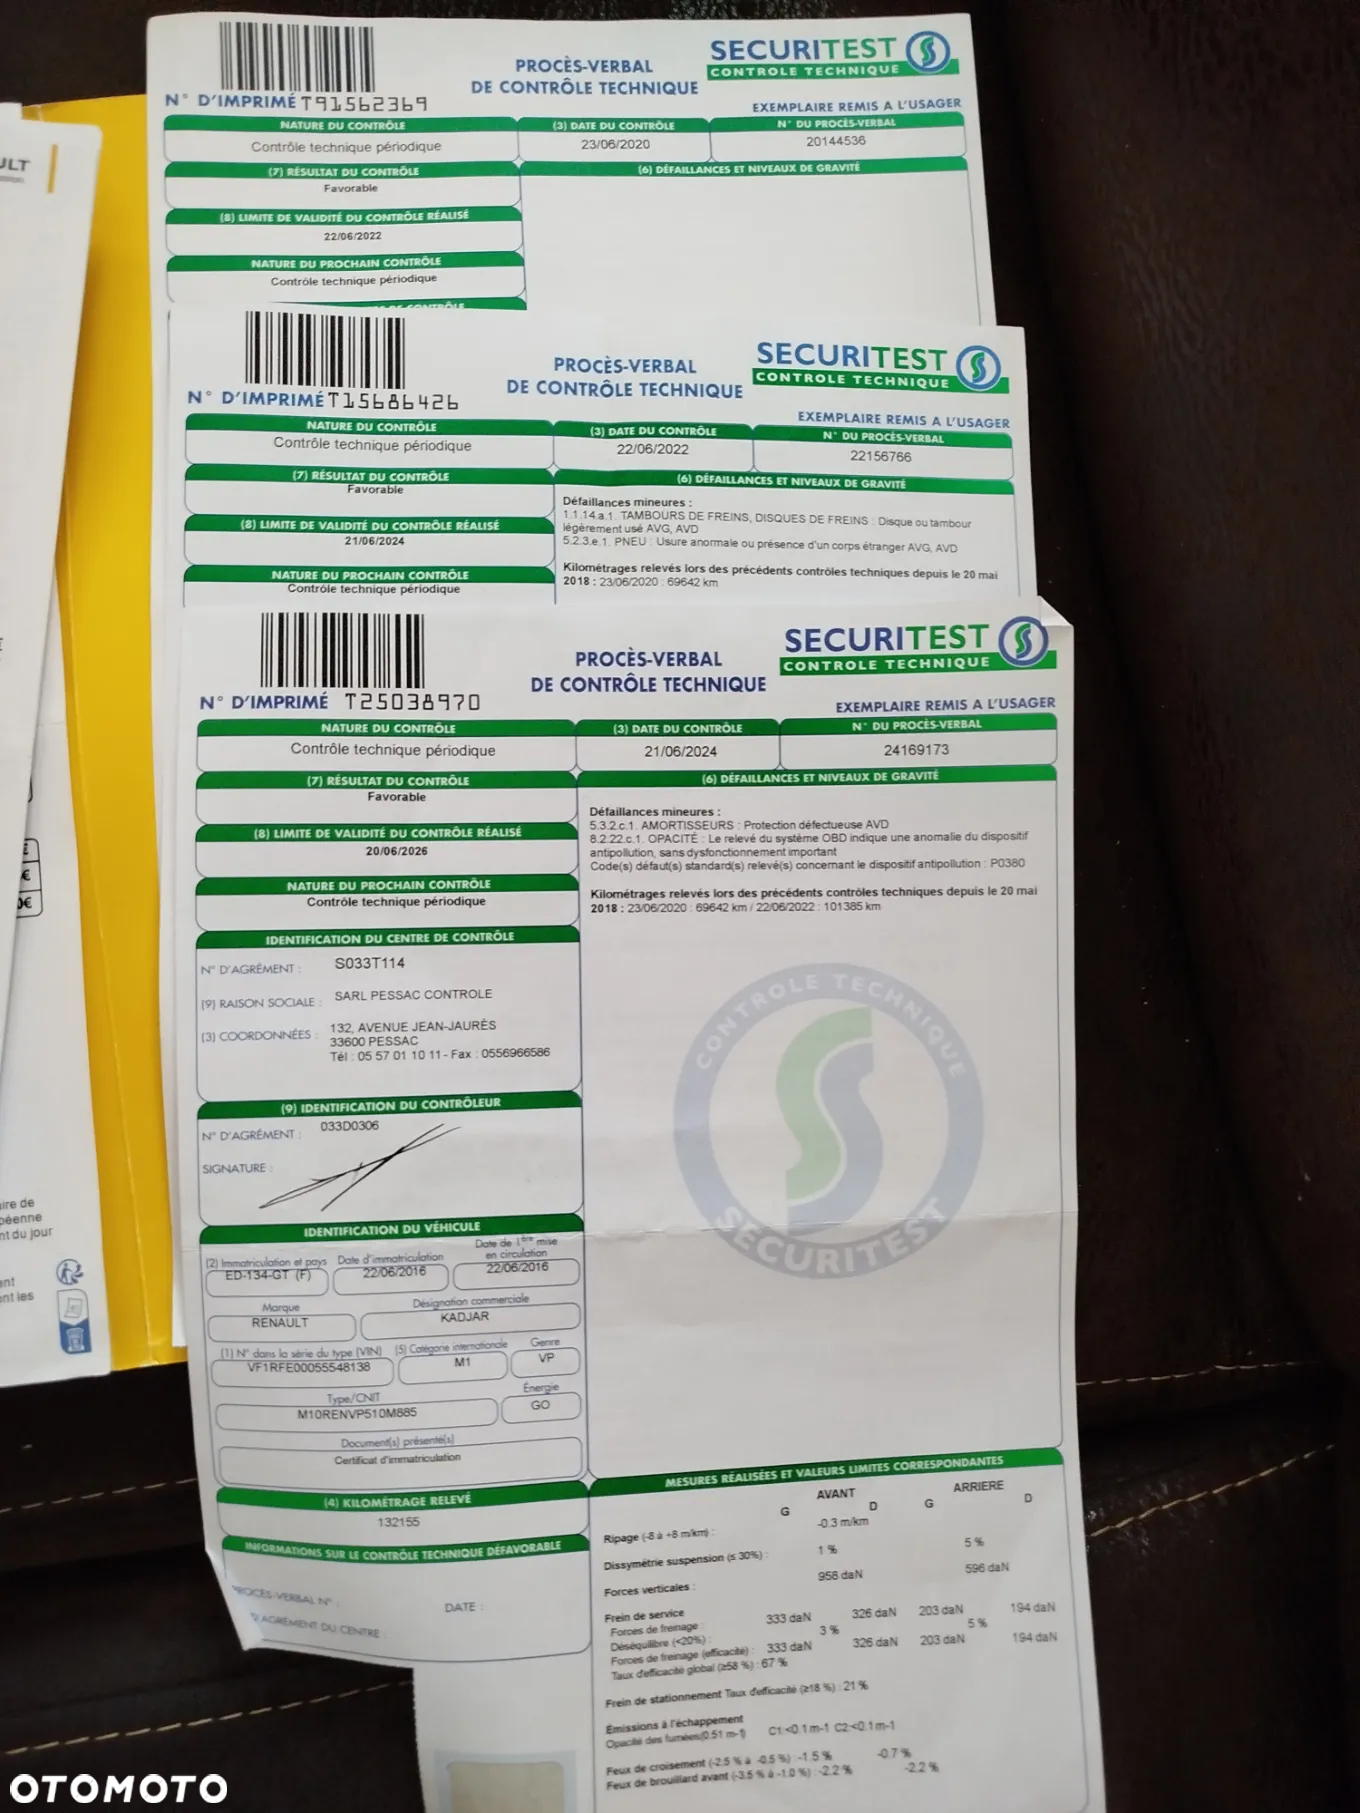 PROCÈS-VERBAL
DE CONTRÔLE TECHNIQUE
SECURITEST
CONTROLE TECHNIQUE
N° D'IMPRIMÉ T91562369
EXEMPLAIRE REMIS A L'USAGER
NATURE DU CONTRÔLE
Contrôle technique périodique
(3) DATE DU CONTRÔLE
23/06/2020
N° DU PROCÈS-VERBAL
20144536
(7) RÉSULTAT DU CONTRÔLE
Favorable
(6) DÉFAILLANCES ET NIVEAUX DE GRAVITÉ
(8) LIMITE DE VALIDITÉ DU CONTRÔLE RÉALISÉ
22/06/2022
NATURE DU PROCHAIN CONTRÔLE
Contrôle technique périodique
PROCÈS-VERBAL
DE CONTRÔLE TECHNIQUE
SECURITEST
CONTROLE TECHNIQUE
N° D'IMPRIMÉ T15686426
EXEMPLAIRE REMIS A L'USAGER
NATURE DU CONTRÔLE
Contrôle technique périodique
(3) DATE DU CONTRÔLE
22/06/2022
N° DU PROCÈS-VERBAL
22156766
(7) RÉSULTAT DU CONTRÔLE
Favorable
(6) DÉFAILLANCES ET NIVEAUX DE GRAVITÉ
(8) LIMITE DE VALIDITÉ DU CONTRÔLE RÉALISÉ
21/06/2024
NATURE DU PROCHAIN CONTRÔLE
Contrôle technique périodique
Défaillances mineures :
1.1.14.a.1. TAMBOURS DE FREINS, DISQUES DE FREINS : Disque ou tambour
légèrement usé AVG, AVD
5.2.3.e.1. PNEU : Usure anormale ou présence d'un corps étranger AVG, AVD
Kilométrages relevés lors des précédents contrôles techniques depuis le 20 mai
2018 : 23/06/2020 : 69642 km
PROCÈS-VERBAL
DE CONTRÔLE TECHNIQUE
SECURITEST
CONTROLE TECHNIQUE
N° D'IMPRIMÉ T25038970
EXEMPLAIRE REMIS A L'USAGER
NATURE DU CONTRÔLE
Contrôle technique périodique
(3) DATE DU CONTRÔLE
21/06/2024
N° DU PROCÈS-VERBAL
24169173
(7) RÉSULTAT DU CONTRÔLE
Favorable
(6) DÉFAILLANCES ET NIVEAUX DE GRAVITÉ
(8) LIMITE DE VALIDITÉ DU CONTRÔLE RÉALISÉ
20/06/2026
NATURE DU PROCHAIN CONTRÔLE
Contrôle technique périodique
Défaillances mineures :
5.3.2.c.1. AMORTISSEURS : Protection défectueuse AVD
8.2.22.c.1. OPACITÉ : Le relevé du système OBD indique une anomalie du dispositif
antipollution, sans dysfonctionnement important
Code(s) défaut(s) standard(s) relevé(s) concernant le dispositif antipollution : P0380
Kilométrages relevés lors des précédents contrôles techniques depuis le 20 mai
2018 : 23/06/2020 : 69642 km / 22/06/2022 : 101385 km
IDENTIFICATION DU CENTRE DE CONTRÔLE
N° D'AGRÉMENT : S033T114
(9) RAISON SOCIALE : SARL PESSAC CONTROLE
(3) COORDONNÉES : 132, AVENUE JEAN-JAURÈS
33600 PESSAC
Tél : 05 57 01 10 11 - Fax : 0556966586
(9) IDENTIFICATION DU CONTRÔLEUR
N° D'AGRÉMENT : 033D0306
SIGNATURE :
CONTROLE TECHNIQUE
SECURITEST
IDENTIFICATION DU VÉHICULE
(2) Immatriculation et pays
ED-134-GT (F)
Date d'immatriculation
22/06/2016
Date de 1ère mise
en circulation
22/06/2016
Marque
RENAULT
Désignation commerciale
KADJAR
(1) N° dans la série du type (VIN)
VF1RFE00055548138
(5) Catégorie internationale
M1
Genre
VP
Type/CNIT
M10RENVP510M885
Énergie
GO
Document(s) présenté(s)
Certificat d'immatriculation
(4) KILOMÉTRAGE RELEVÉ
132155
INFORMATIONS SUR LE CONTRÔLE TECHNIQUE DÉFAVORABLE
PROCÈS-VERBAL N° :
DATE :
D'AGRÉMENT DU CENTRE :
MESURES RÉALISÉES ET VALEURS LIMITES CORRESPONDANTES
AVANT ARRIERE
G D G D
Ripage (-8 à +8 m/km) : -0.3 m/km
Dissymétrie suspension (≤ 30%) : 1 % 5 %
Forces verticales : 958 daN 596 daN
Frein de service
Forces de freinage : 333 daN 326 daN 203 daN 194 daN
Déséquilibre (<20%) : 3 % 5 %
Forces de freinage (efficacité) : 333 daN 326 daN 203 daN 194 daN
Taux d'efficacité global (≥58 %) : 67 %
Frein de stationnement Taux d'efficacité (≥18 %) : 21 %
Emissions à l'échappement
Opacité des fumées(0.51 m-1) C1:<0.1 m-1 C2:<0.1 m-1
Feux de croisement (-2.5 % à -0.5 %) : -1.5 % -0.7 %
Feux de brouillard avant (-3.5 % à -1.0 %) : -2.2 % -2.2 %
ULT
ire de
péenne
nt du jour
nt les
OTOMOTO